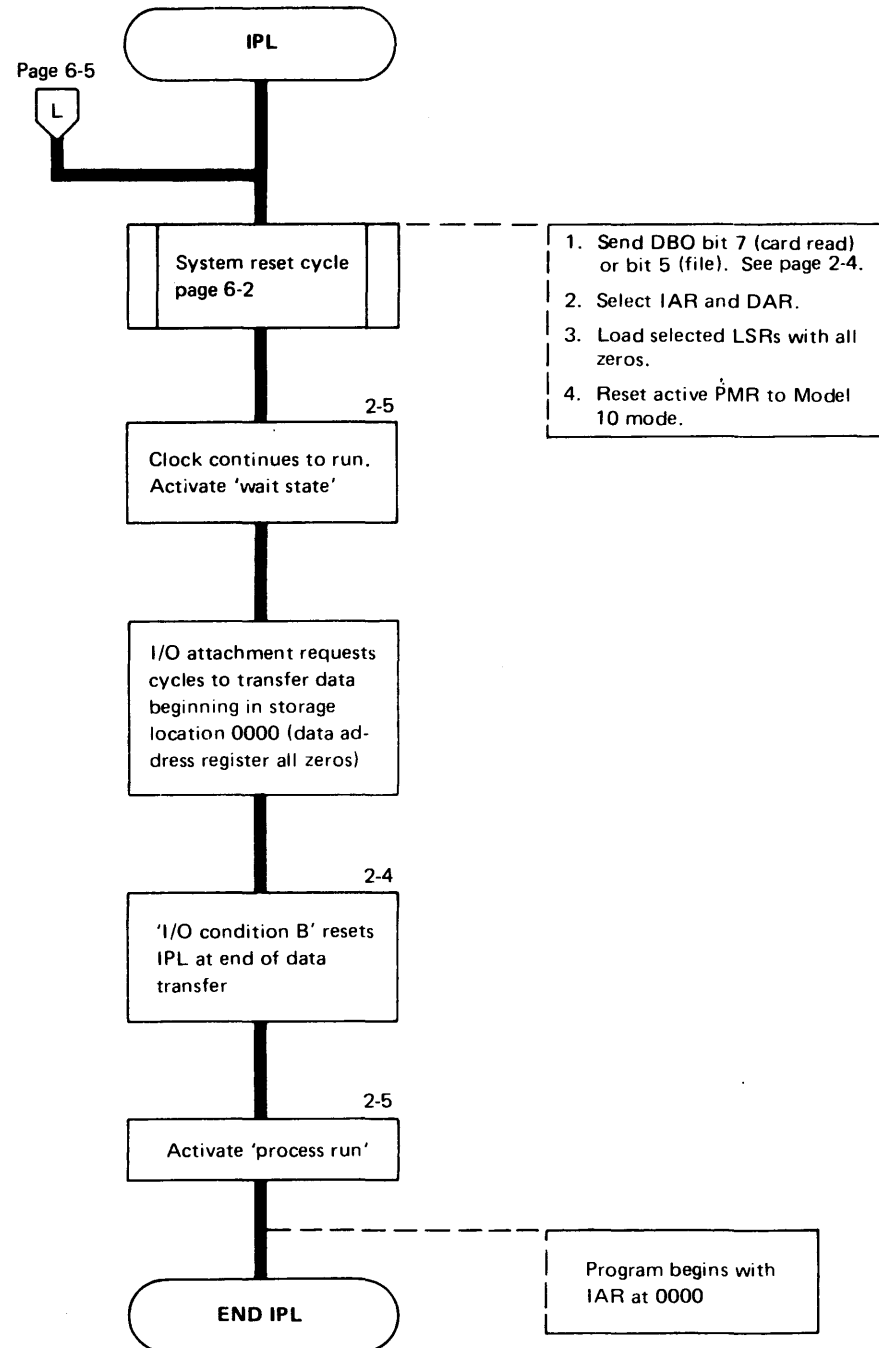 IPL
Page 6-5
L
System reset cycle
page 6-2
1. Send DBO bit 7 (card read)
or bit 5 (file). See page 2-4.
2. Select IAR and DAR.
3. Load selected LSRs with all
zeros.
4. Reset active PMR to Model
10 mode.
2-5
Clock continues to run.
Activate 'wait state'
I/O attachment requests
cycles to transfer data
beginning in storage
location 0000 (data ad-
dress register all zeros)
2-4
'I/O condition B' resets
IPL at end of data
transfer
2-5
Activate 'process run'
Program begins with
IAR at 0000
END IPL